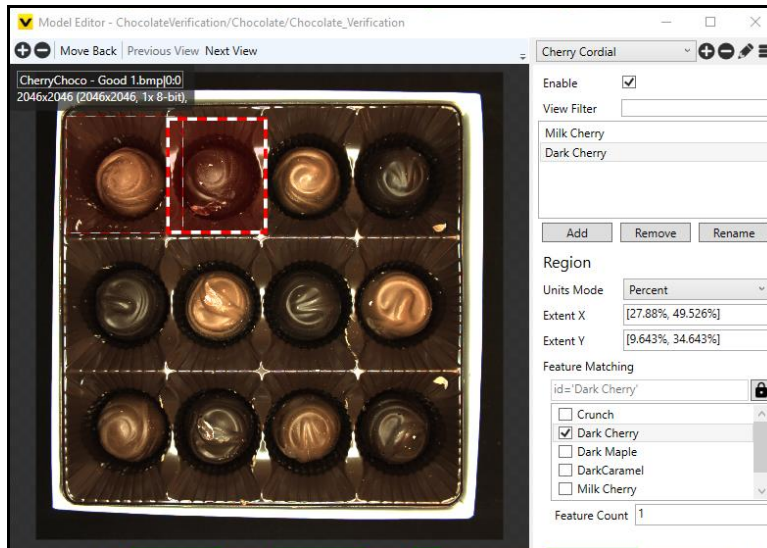 Model Editor - ChocolateVerification/Chocolate/Chocolate_Verification
Move Back Previous View Next View
Cherry Cordial
CherryChoco - Good 1.bmp|0:0
2046x2046 (2046x2046, 1x 8-bit),
Enable
View Filter
Milk Cherry
Dark Cherry
Add Remove Rename
Region
Units Mode Percent
Extent X [27.88%, 49.526%]
Extent Y [9.643%, 34.643%]
Feature Matching
id='Dark Cherry'
Crunch
Dark Cherry
Dark Maple
DarkCaramel
Milk Cherry
Feature Count 1